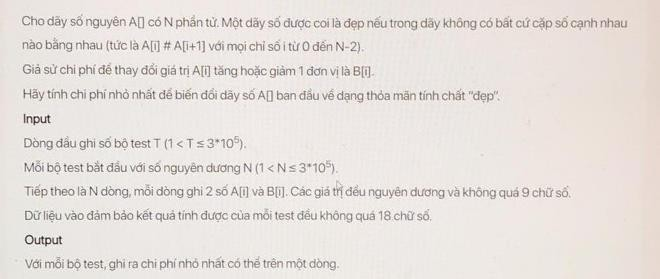 Cho dãy số nguyên A[] có N phần tử. Một dãy số được coi là đẹp nếu trong dãy không có bất cứ cặp số cạnh nhau
nào bằng nhau (tức là A[i] # A[i+1] với mọi chỉ số i từ 0 đến N-2).
Giả sử chi phí để thay đổi giá trị A[i] tăng hoặc giảm 1 đơn vị là B[i].
Hãy tính chi phí nhỏ nhất để biến đổi dãy số A[] ban đầu về dạng thỏa mãn tính chất "đẹp".
Input
Dòng đầu ghi số bộ test T (1 < T ≤ 3*10⁵).
Mỗi bộ test bắt đầu với số nguyên dương N (1 < N ≤ 3*10⁵).
Tiếp theo là N dòng, mỗi dòng ghi 2 số A[i] và B[i]. Các giá trị đều nguyên dương và không quá 9 chữ số.
Dữ liệu vào đảm bảo kết quả tính được của mỗi test đều không quá 18 chữ số.
Output
Với mỗi bộ test, ghi ra chi phí nhỏ nhất có thể trên một dòng.